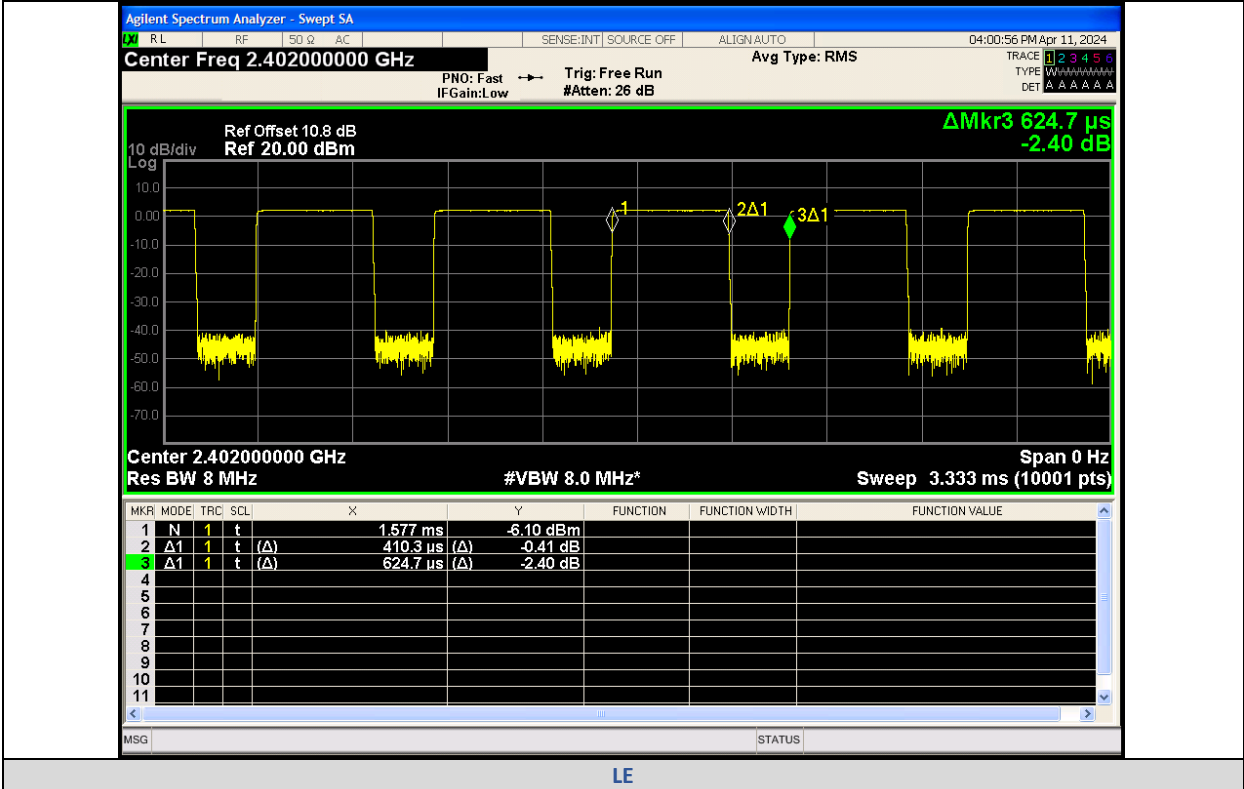 Agilent Spectrum Analyzer - Swept SA
LXI RL RF 50 Ω AC SENSE:INT SOURCE OFF ALIGN AUTO 04:00:56 PM Apr 11, 2024
Center Freq 2.402000000 GHz Avg Type: RMS TRACE 1 2 3 4 5 6
PNO: Fast Trig: Free Run TYPE W
IFGain:Low #Atten: 26 dB DET A A A A A A
ΔMkr3 624.7 µs
Ref Offset 10.8 dB
10 dB/div Ref 20.00 dBm -2.40 dB
Log
10.0
0.00
-10.0
-20.0
-30.0
-40.0
-50.0
-60.0
-70.0
1 2Δ1 3Δ1
Center 2.402000000 GHz Span 0 Hz
Res BW 8 MHz #VBW 8.0 MHz* Sweep 3.333 ms (10001 pts)
MKR MODE TRC SCL X Y FUNCTION FUNCTION WIDTH FUNCTION VALUE
1 N 1 t 1.577 ms -6.10 dBm
2 Δ1 1 t (Δ) 410.3 µs (Δ) -0.41 dB
3 Δ1 1 t (Δ) 624.7 µs (Δ) -2.40 dB
4
5
6
7
8
9
10
11
MSG STATUS
LE